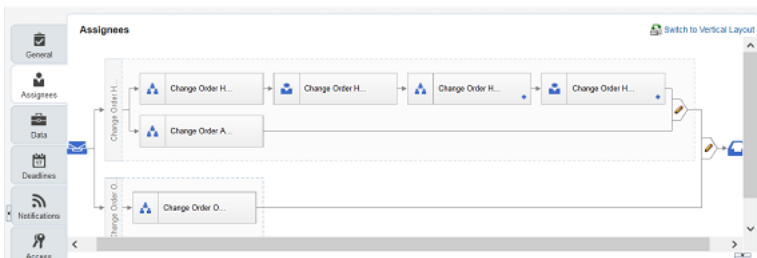 Assignees
Switch to Vertical Layout
General
Assignees
Data
Deadlines
Notifications
Access
Change Order H...
Change Order H...
Change Order H...
Change Order H...
Change Order H...
Change Order A...
Change Order O...
Change Order O...